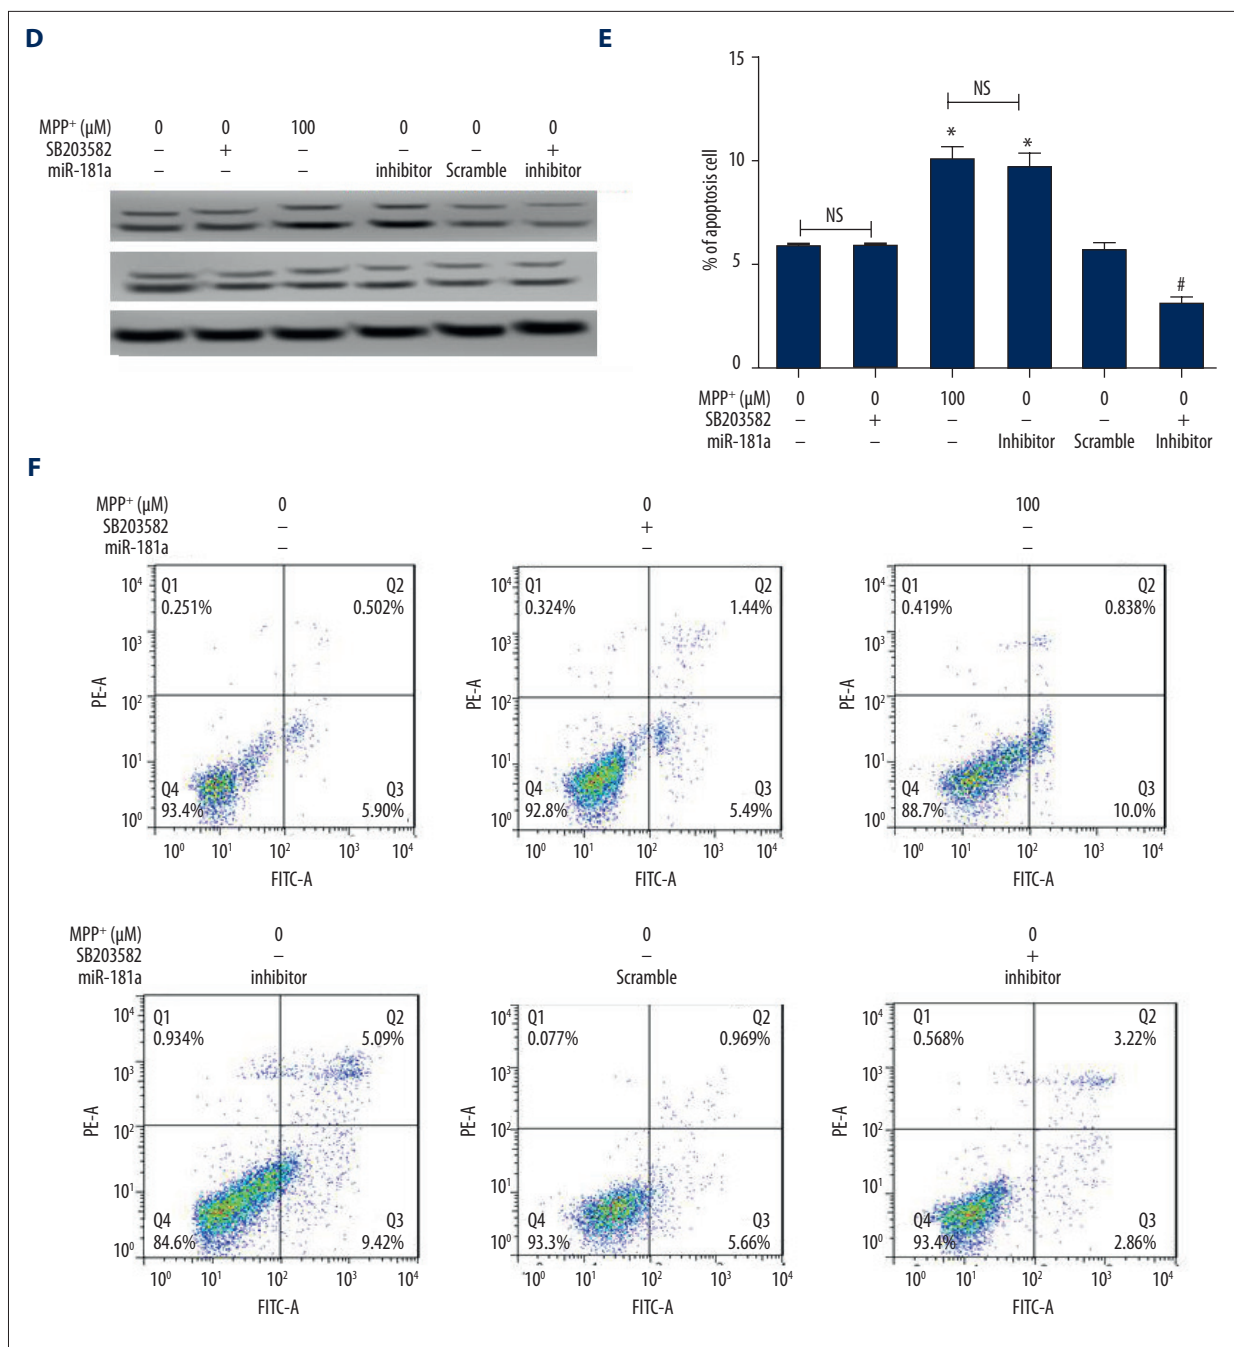 D
MPP⁺ (µM) 0 0 100 0 0 0
SB203582 – + – – – +
miR-181a – – – inhibitor Scramble inhibitor
E
15
10
5
0
% of apoptosis cell
NS
NS
*
*
#
MPP⁺ (µM) 0 0 100 0 0 0
SB203582 – + – – – +
miR-181a – – – Inhibitor Scramble Inhibitor
F
MPP⁺ (µM) 0 0 100
SB203582 – + –
miR-181a – – –
Q1 0.251% Q2 0.502%
Q4 93.4% Q3 5.90%
10⁴
10³
10²
10¹
10⁰
PE-A
10⁰ 10¹ 10² 10³ 10⁴
FITC-A
Q1 0.324% Q2 1.44%
Q4 92.8% Q3 5.49%
10⁴
10³
10²
10¹
10⁰
PE-A
10⁰ 10¹ 10² 10³ 10⁴
FITC-A
Q1 0.419% Q2 0.838%
Q4 88.7% Q3 10.0%
10⁴
10³
10²
10¹
10⁰
PE-A
10⁰ 10¹ 10² 10³ 10⁴
FITC-A
MPP⁺ (µM) 0 0 0
SB203582 – – +
miR-181a inhibitor Scramble inhibitor
Q1 0.934% Q2 5.09%
Q4 84.6% Q3 9.42%
10⁴
10³
10²
10¹
10⁰
PE-A
10⁰ 10¹ 10² 10³ 10⁴
FITC-A
Q1 0.077% Q2 0.969%
Q4 93.3% Q3 5.66%
10⁴
10³
10²
10¹
10⁰
PE-A
10⁰ 10¹ 10² 10³ 10⁴
FITC-A
Q1 0.568% Q2 3.22%
Q4 93.4% Q3 2.86%
10⁴
10³
10²
10¹
10⁰
PE-A
10⁰ 10¹ 10² 10³ 10⁴
FITC-A